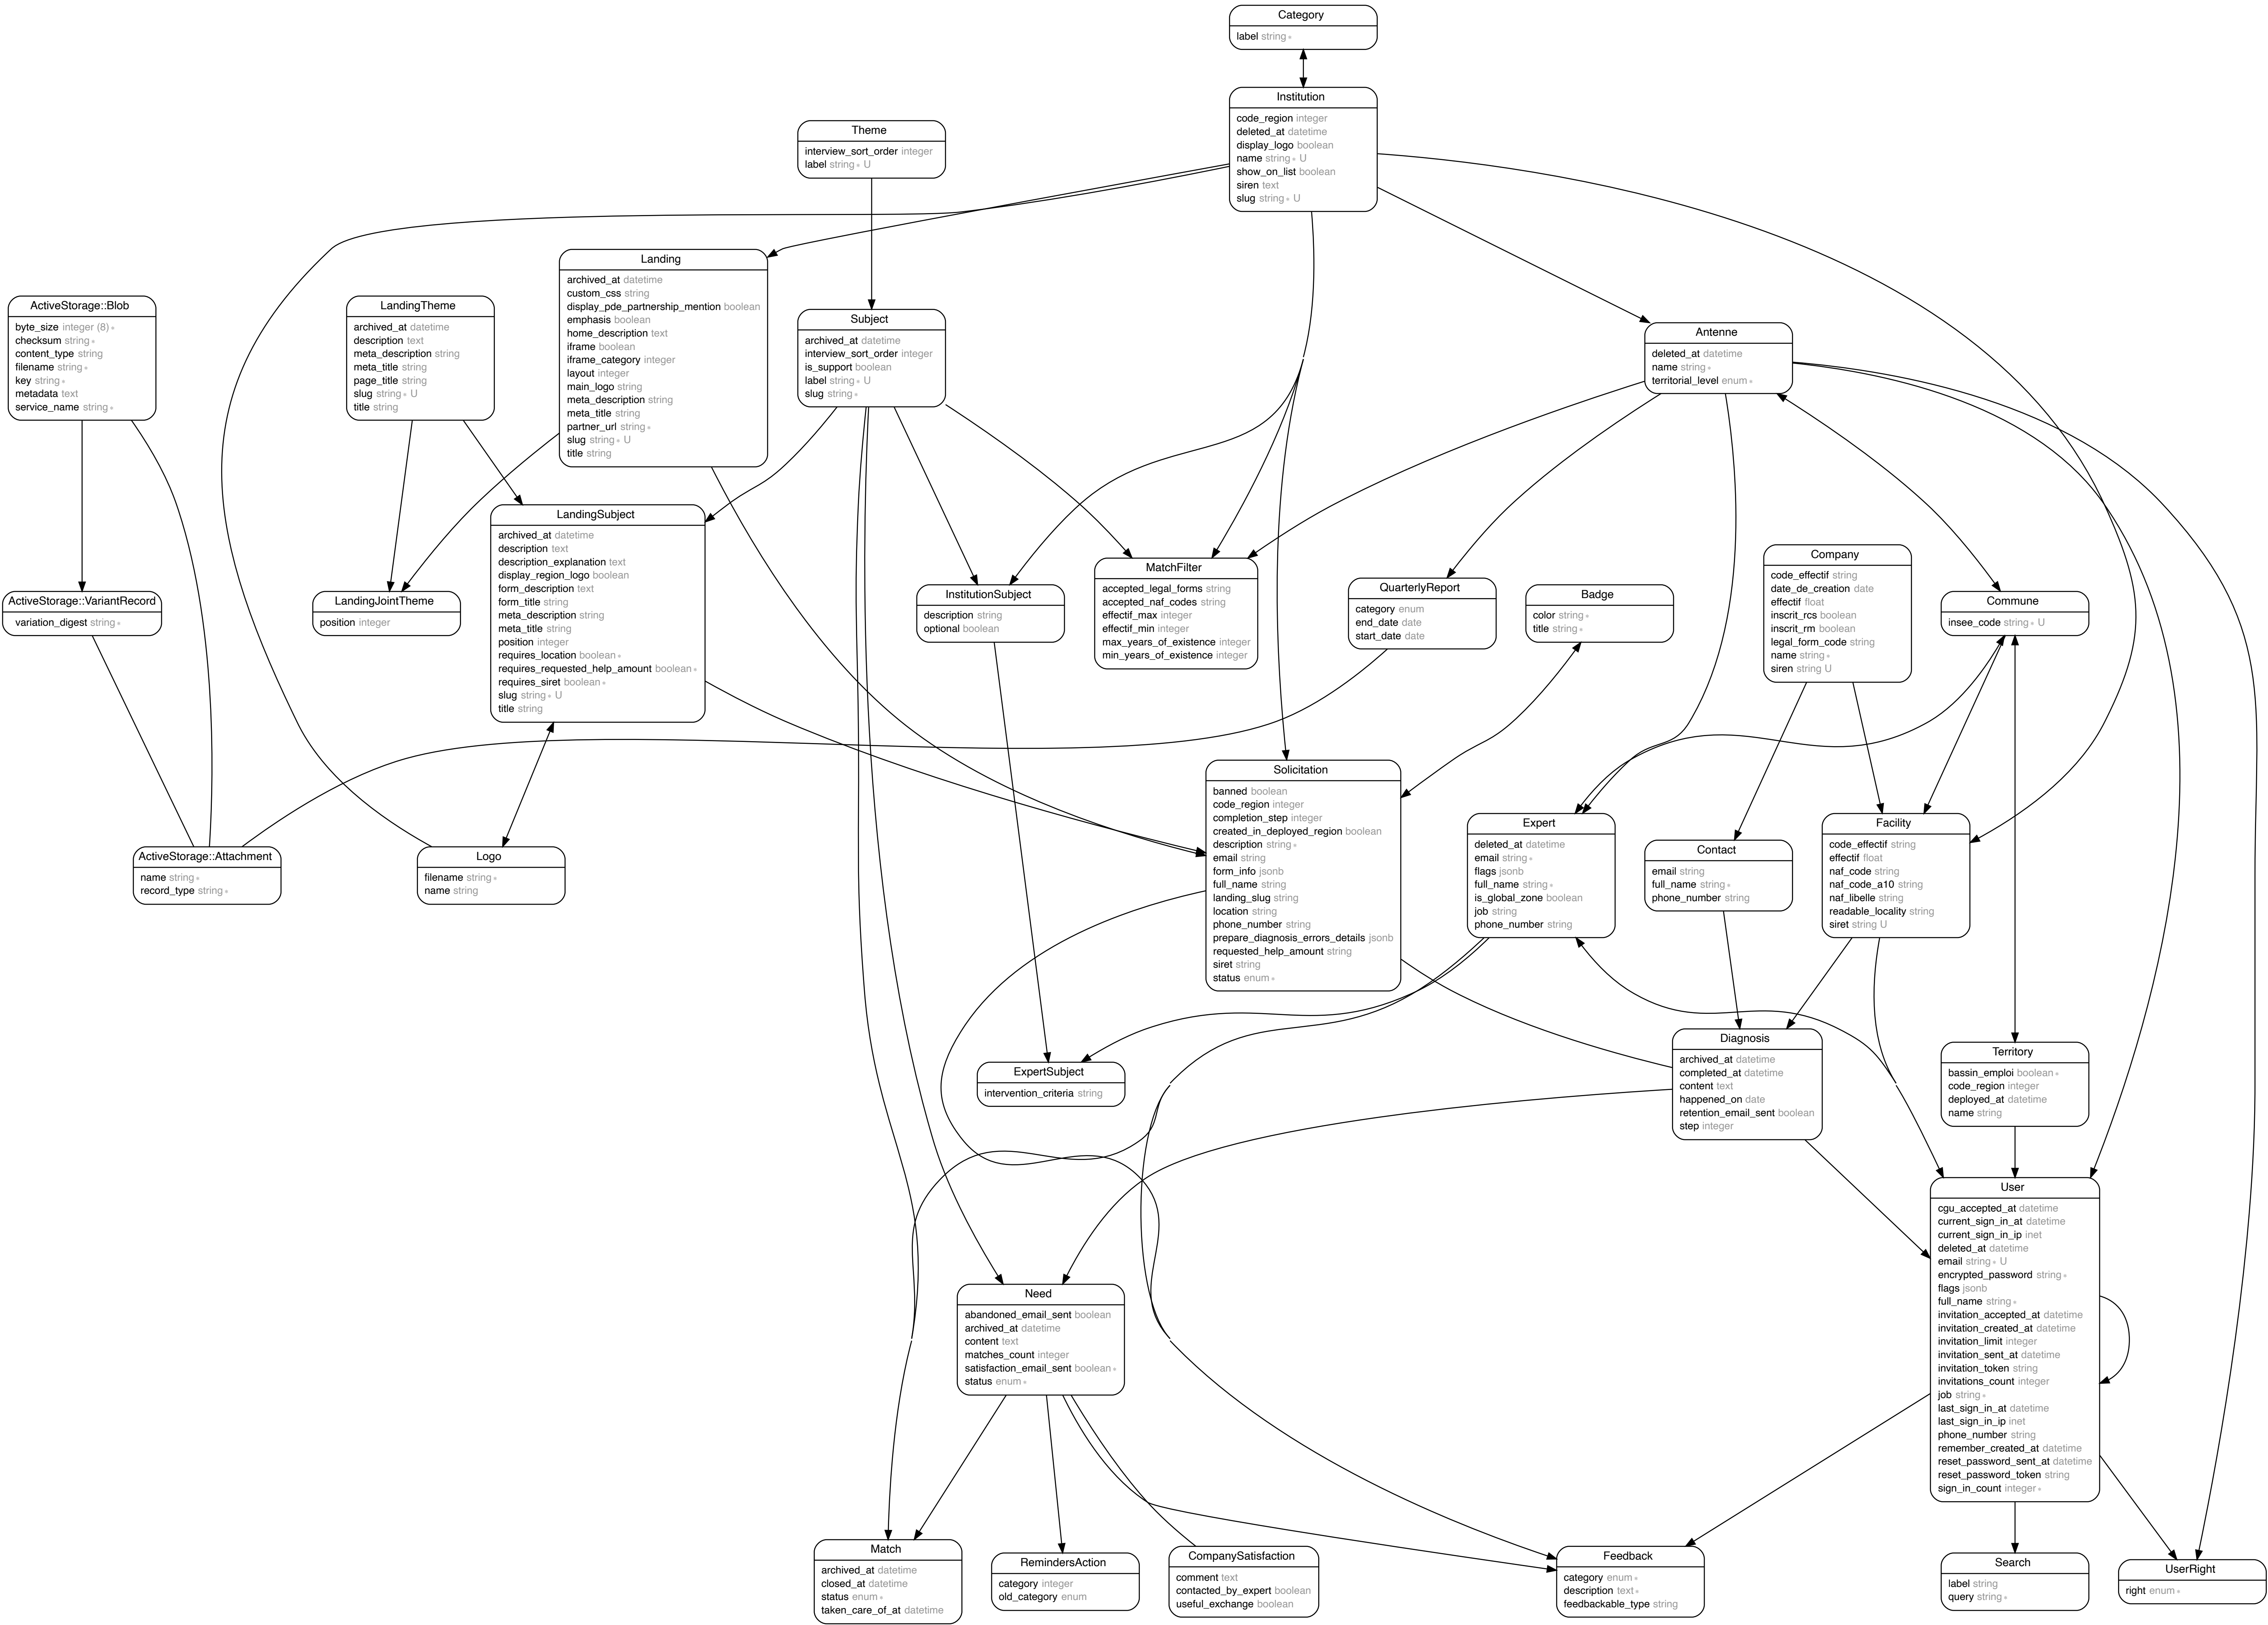 Category
label string*
Institution
code_region integer
deleted_at datetime
display_logo boolean
name string* U
show_on_list boolean
siren text
slug string* U
Theme
interview_sort_order integer
label string* U
Landing
archived_at datetime
custom_css string
display_pde_partnership_mention boolean
emphasis boolean
home_description text
iframe boolean
iframe_category integer
layout integer
main_logo string
meta_description string
meta_title string
partner_url string*
slug string* U
title string
ActiveStorage::Blob
byte_size integer (8)*
checksum string*
content_type string
filename string*
key string*
metadata text
service_name string*
LandingTheme
archived_at datetime
description text
meta_description string
meta_title string
page_title string
slug string* U
title string
Subject
archived_at datetime
interview_sort_order integer
is_support boolean
label string* U
slug string*
Antenne
deleted_at datetime
name string*
territorial_level enum*
LandingSubject
archived_at datetime
description text
description_explanation text
display_region_logo boolean
form_description text
form_title string
meta_description string
meta_title string
position integer
requires_location boolean*
requires_requested_help_amount boolean*
requires_siret boolean*
slug string* U
title string
ActiveStorage::VariantRecord
variation_digest string*
LandingJointTheme
position integer
InstitutionSubject
description string
optional boolean
MatchFilter
accepted_legal_forms string
accepted_naf_codes string
effectif_max integer
effectif_min integer
max_years_of_existence integer
min_years_of_existence integer
QuarterlyReport
category enum
end_date date
start_date date
Badge
color string*
title string*
Company
code_effectif string
date_de_creation date
effectif float
inscrit_rcs boolean
inscrit_rm boolean
legal_form_code string
name string*
siren string U
Commune
insee_code string* U
ActiveStorage::Attachment
name string*
record_type string*
Logo
filename string*
name string
Solicitation
banned boolean
code_region integer
completion_step integer
created_in_deployed_region boolean
description string*
email string
form_info jsonb
full_name string
landing_slug string
location string
phone_number string
prepare_diagnosis_errors_details jsonb
requested_help_amount string
siret string
status enum*
Expert
deleted_at datetime
email string*
flags jsonb
full_name string*
is_global_zone boolean
job string
phone_number string
Contact
email string
full_name string*
phone_number string
Facility
code_effectif string
effectif float
naf_code string
naf_code_a10 string
naf_libelle string
readable_locality string
siret string U
ExpertSubject
intervention_criteria string
Diagnosis
archived_at datetime
completed_at datetime
content text
happened_on date
retention_email_sent boolean
step integer
Territory
bassin_emploi boolean*
code_region integer
deployed_at datetime
name string
User
cgu_accepted_at datetime
current_sign_in_at datetime
current_sign_in_ip inet
deleted_at datetime
email string* U
encrypted_password string*
flags jsonb
full_name string*
invitation_accepted_at datetime
invitation_created_at datetime
invitation_limit integer
invitation_sent_at datetime
invitation_token string
invitations_count integer
job string*
last_sign_in_at datetime
last_sign_in_ip inet
phone_number string
remember_created_at datetime
reset_password_sent_at datetime
reset_password_token string
sign_in_count integer*
Need
abandoned_email_sent boolean
archived_at datetime
content text
matches_count integer
satisfaction_email_sent boolean*
status enum*
Match
archived_at datetime
closed_at datetime
status enum*
taken_care_of_at datetime
RemindersAction
category integer
old_category enum
CompanySatisfaction
comment text
contacted_by_expert boolean
useful_exchange boolean
Feedback
category enum*
description text*
feedbackable_type string
Search
label string
query string*
UserRight
right enum*